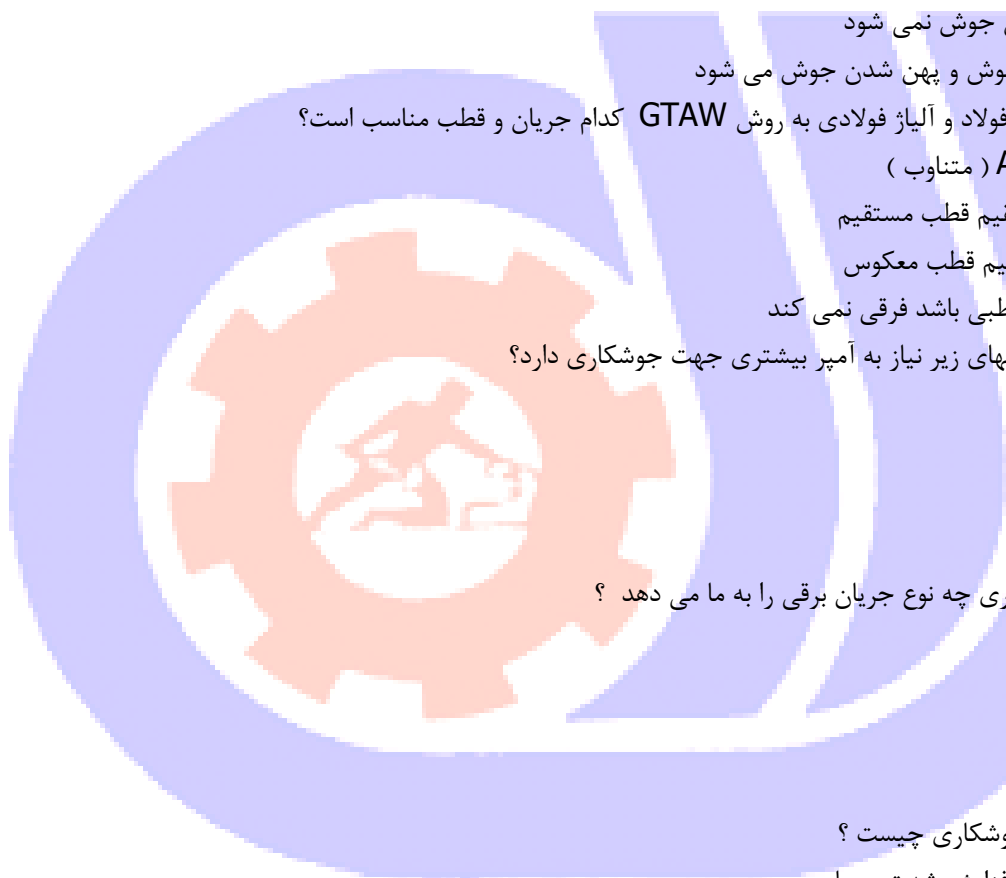 جوش نمی شود
وش و پهن شدن جوش می شود
فولاد و آلیاژ فولادی به روش GTAW کدام جریان و قطب مناسب است؟
A ( متناوب )
قیم قطب مستقیم
یم قطب معکوس
طبی باشد فرقی نمی کند
های زیر نیاز به آمپر بیشتری جهت جوشکاری دارد؟
ری چه نوع جریان برقی را به ما می دهد ؟
وشکاری چیست ؟